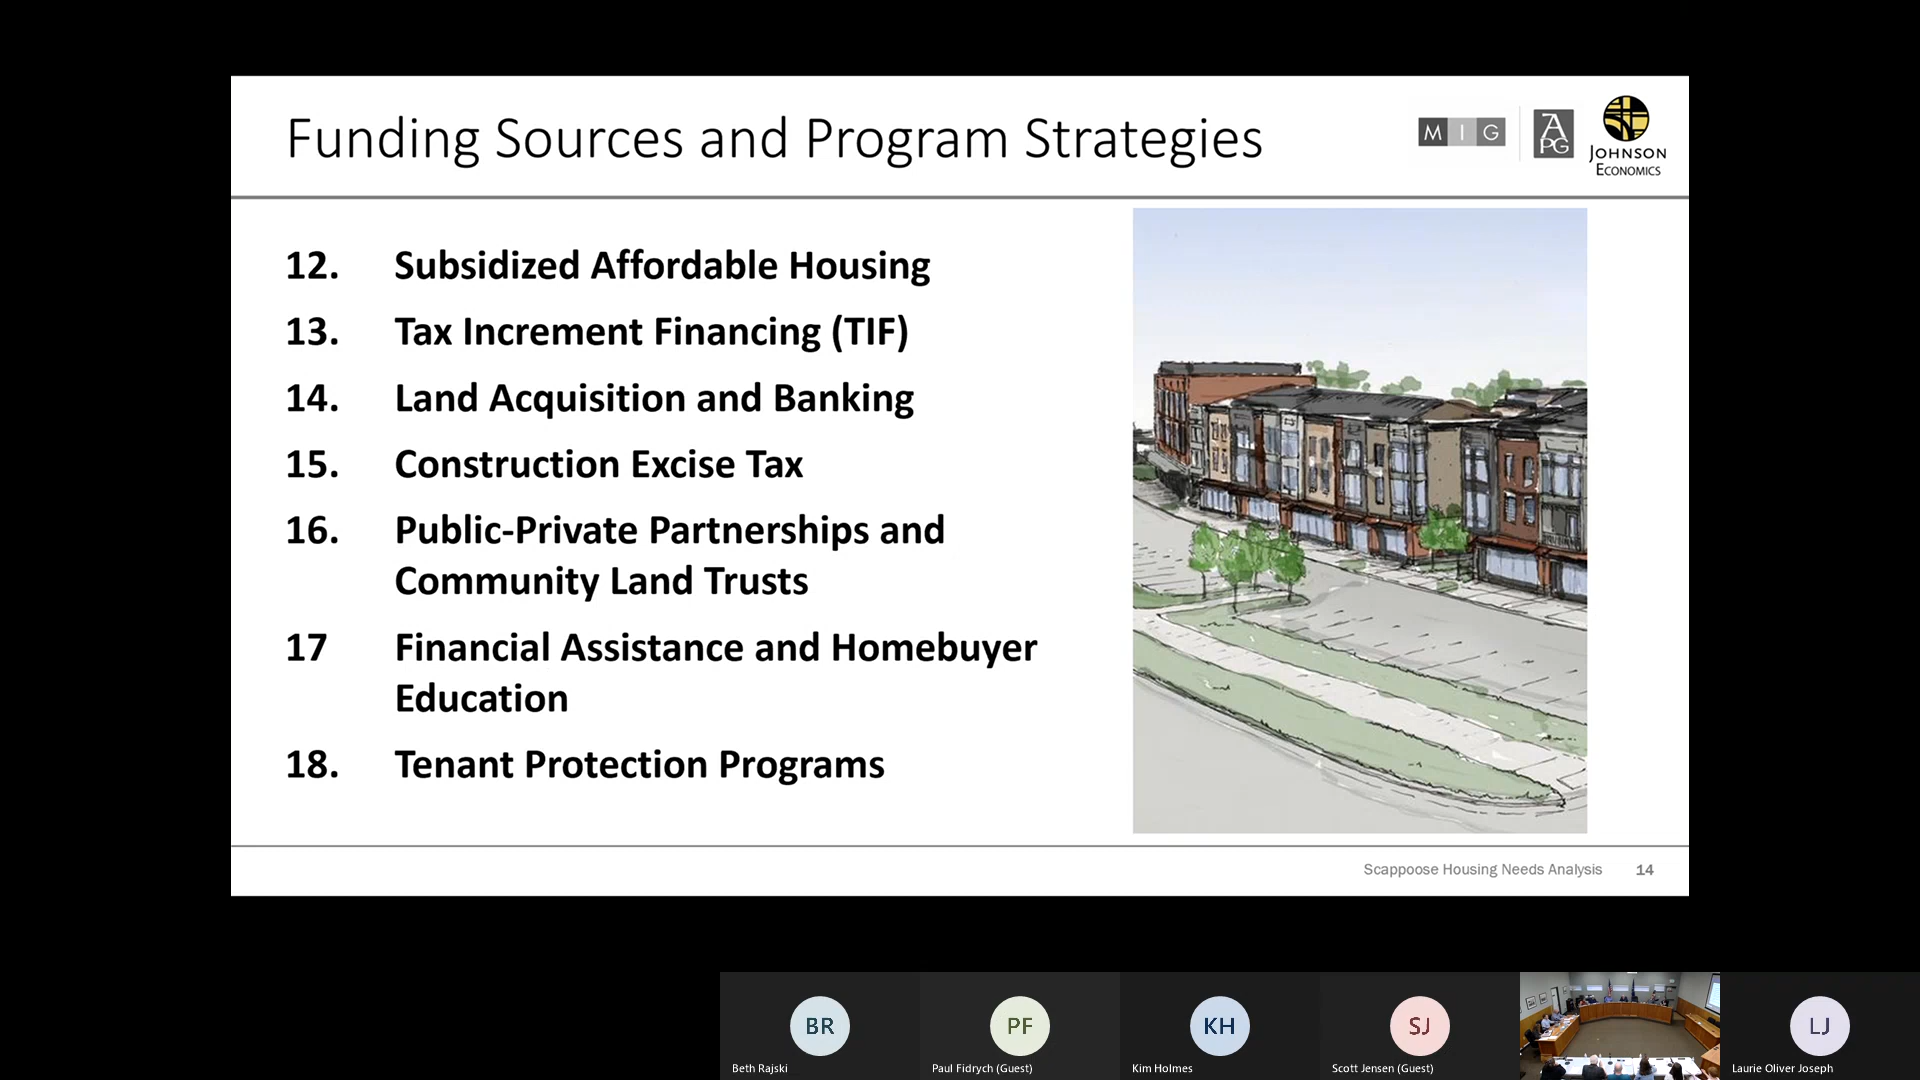 Funding Sources and Program Strategies
M I G
A
PG
JOHNSON
ECONOMICS
12. Subsidized Affordable Housing
13. Tax Increment Financing (TIF)
14. Land Acquisition and Banking
15. Construction Excise Tax
16. Public-Private Partnerships and
Community Land Trusts
17 Financial Assistance and Homebuyer
Education
18. Tenant Protection Programs
Scappoose Housing Needs Analysis 14
BR PF KH SJ LJ
Beth Rajski Paul Fidrych (Guest) Kim Holmes Scott Jensen (Guest) Laurie Oliver Joseph